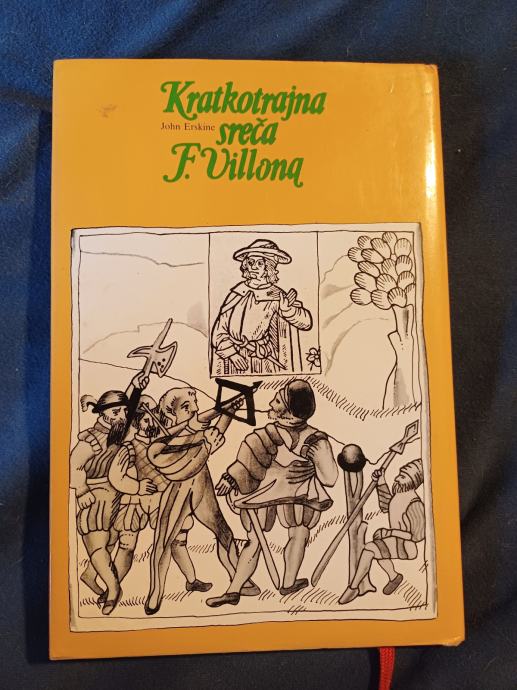 Kratkotrajna
John Erskine
sreča
F. Villona